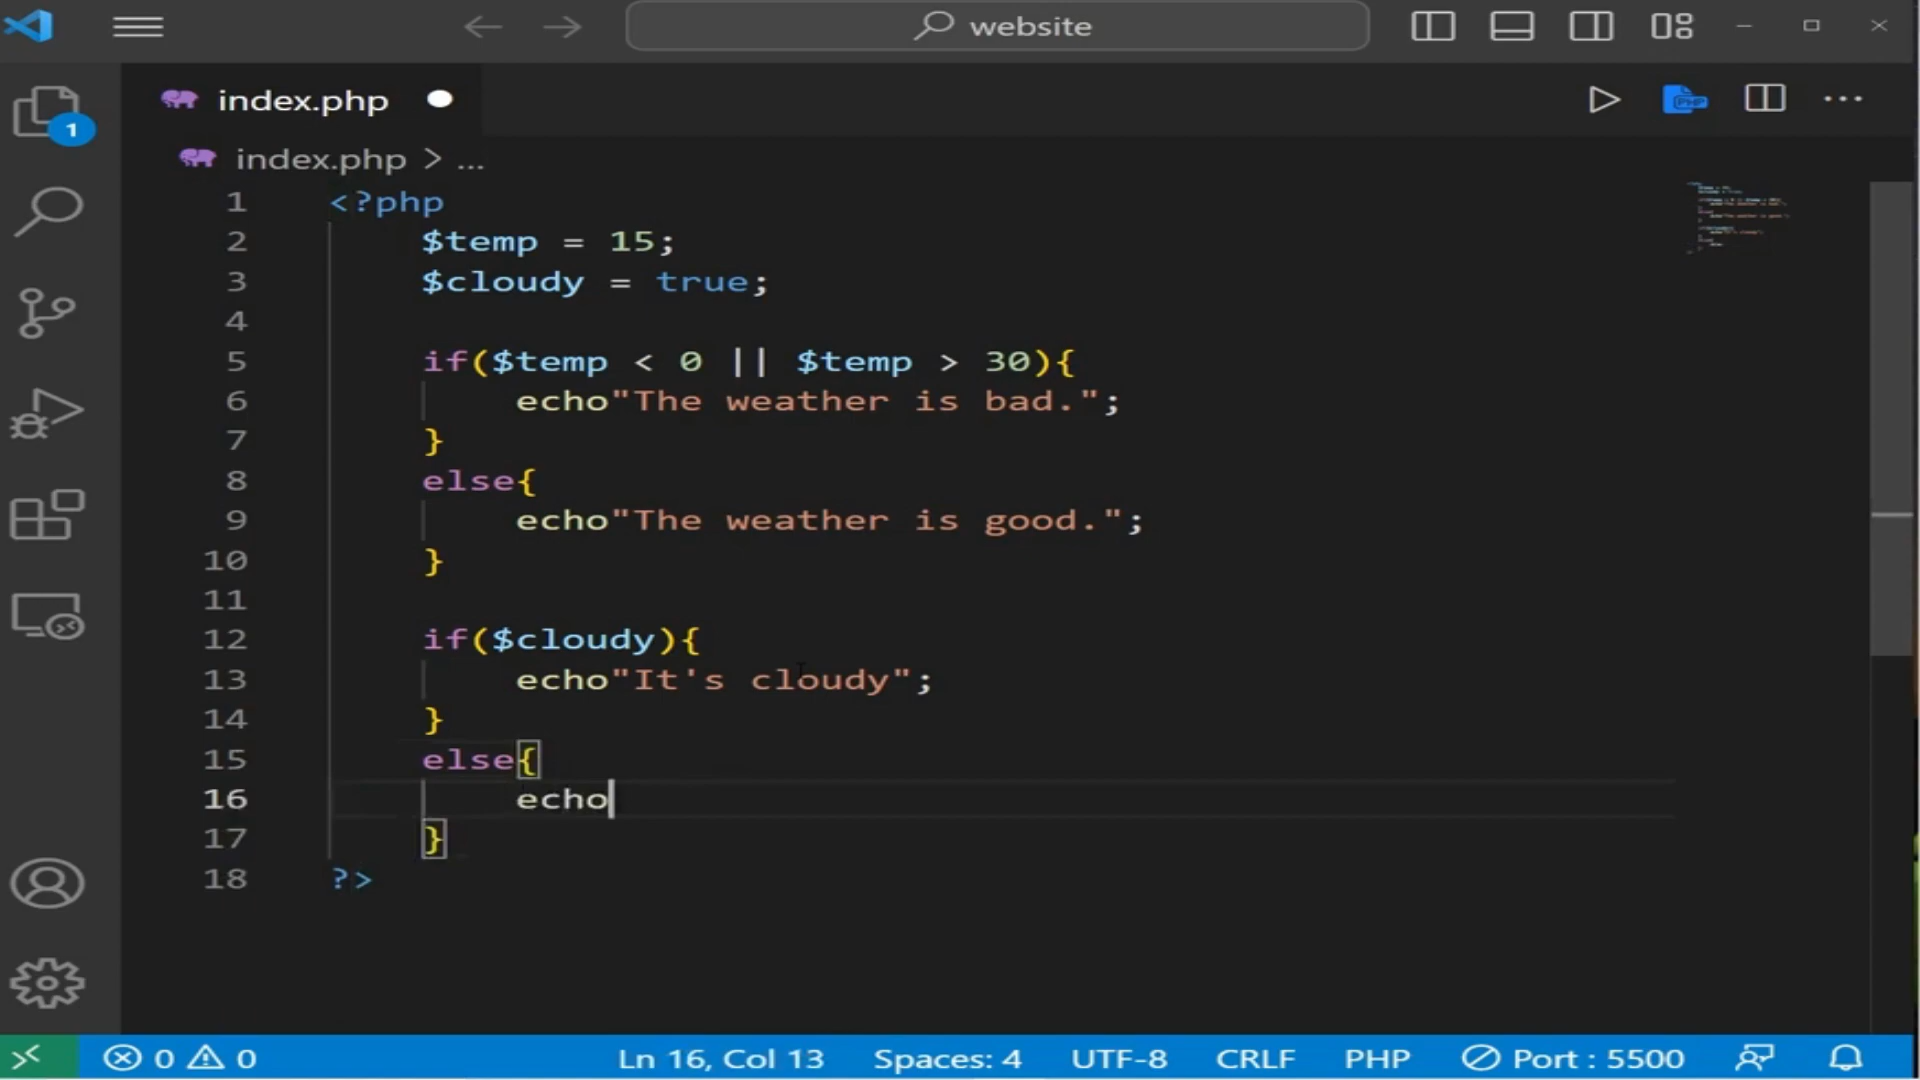 website
index.php
1
index.php > ...
1 <?php
2 $temp = 15;
3 $cloudy = true;
4
5 if($temp < 0 || $temp > 30){
6 echo"The weather is bad.";
7 }
8 else{
9 echo"The weather is good.";
10 }
11
12 if($cloudy){
13 echo"It's cloudy";
14 }
15 else{
16 echo
17 }
18 ?>
0 0 Ln 16, Col 13 Spaces: 4 UTF-8 CRLF PHP Port : 5500